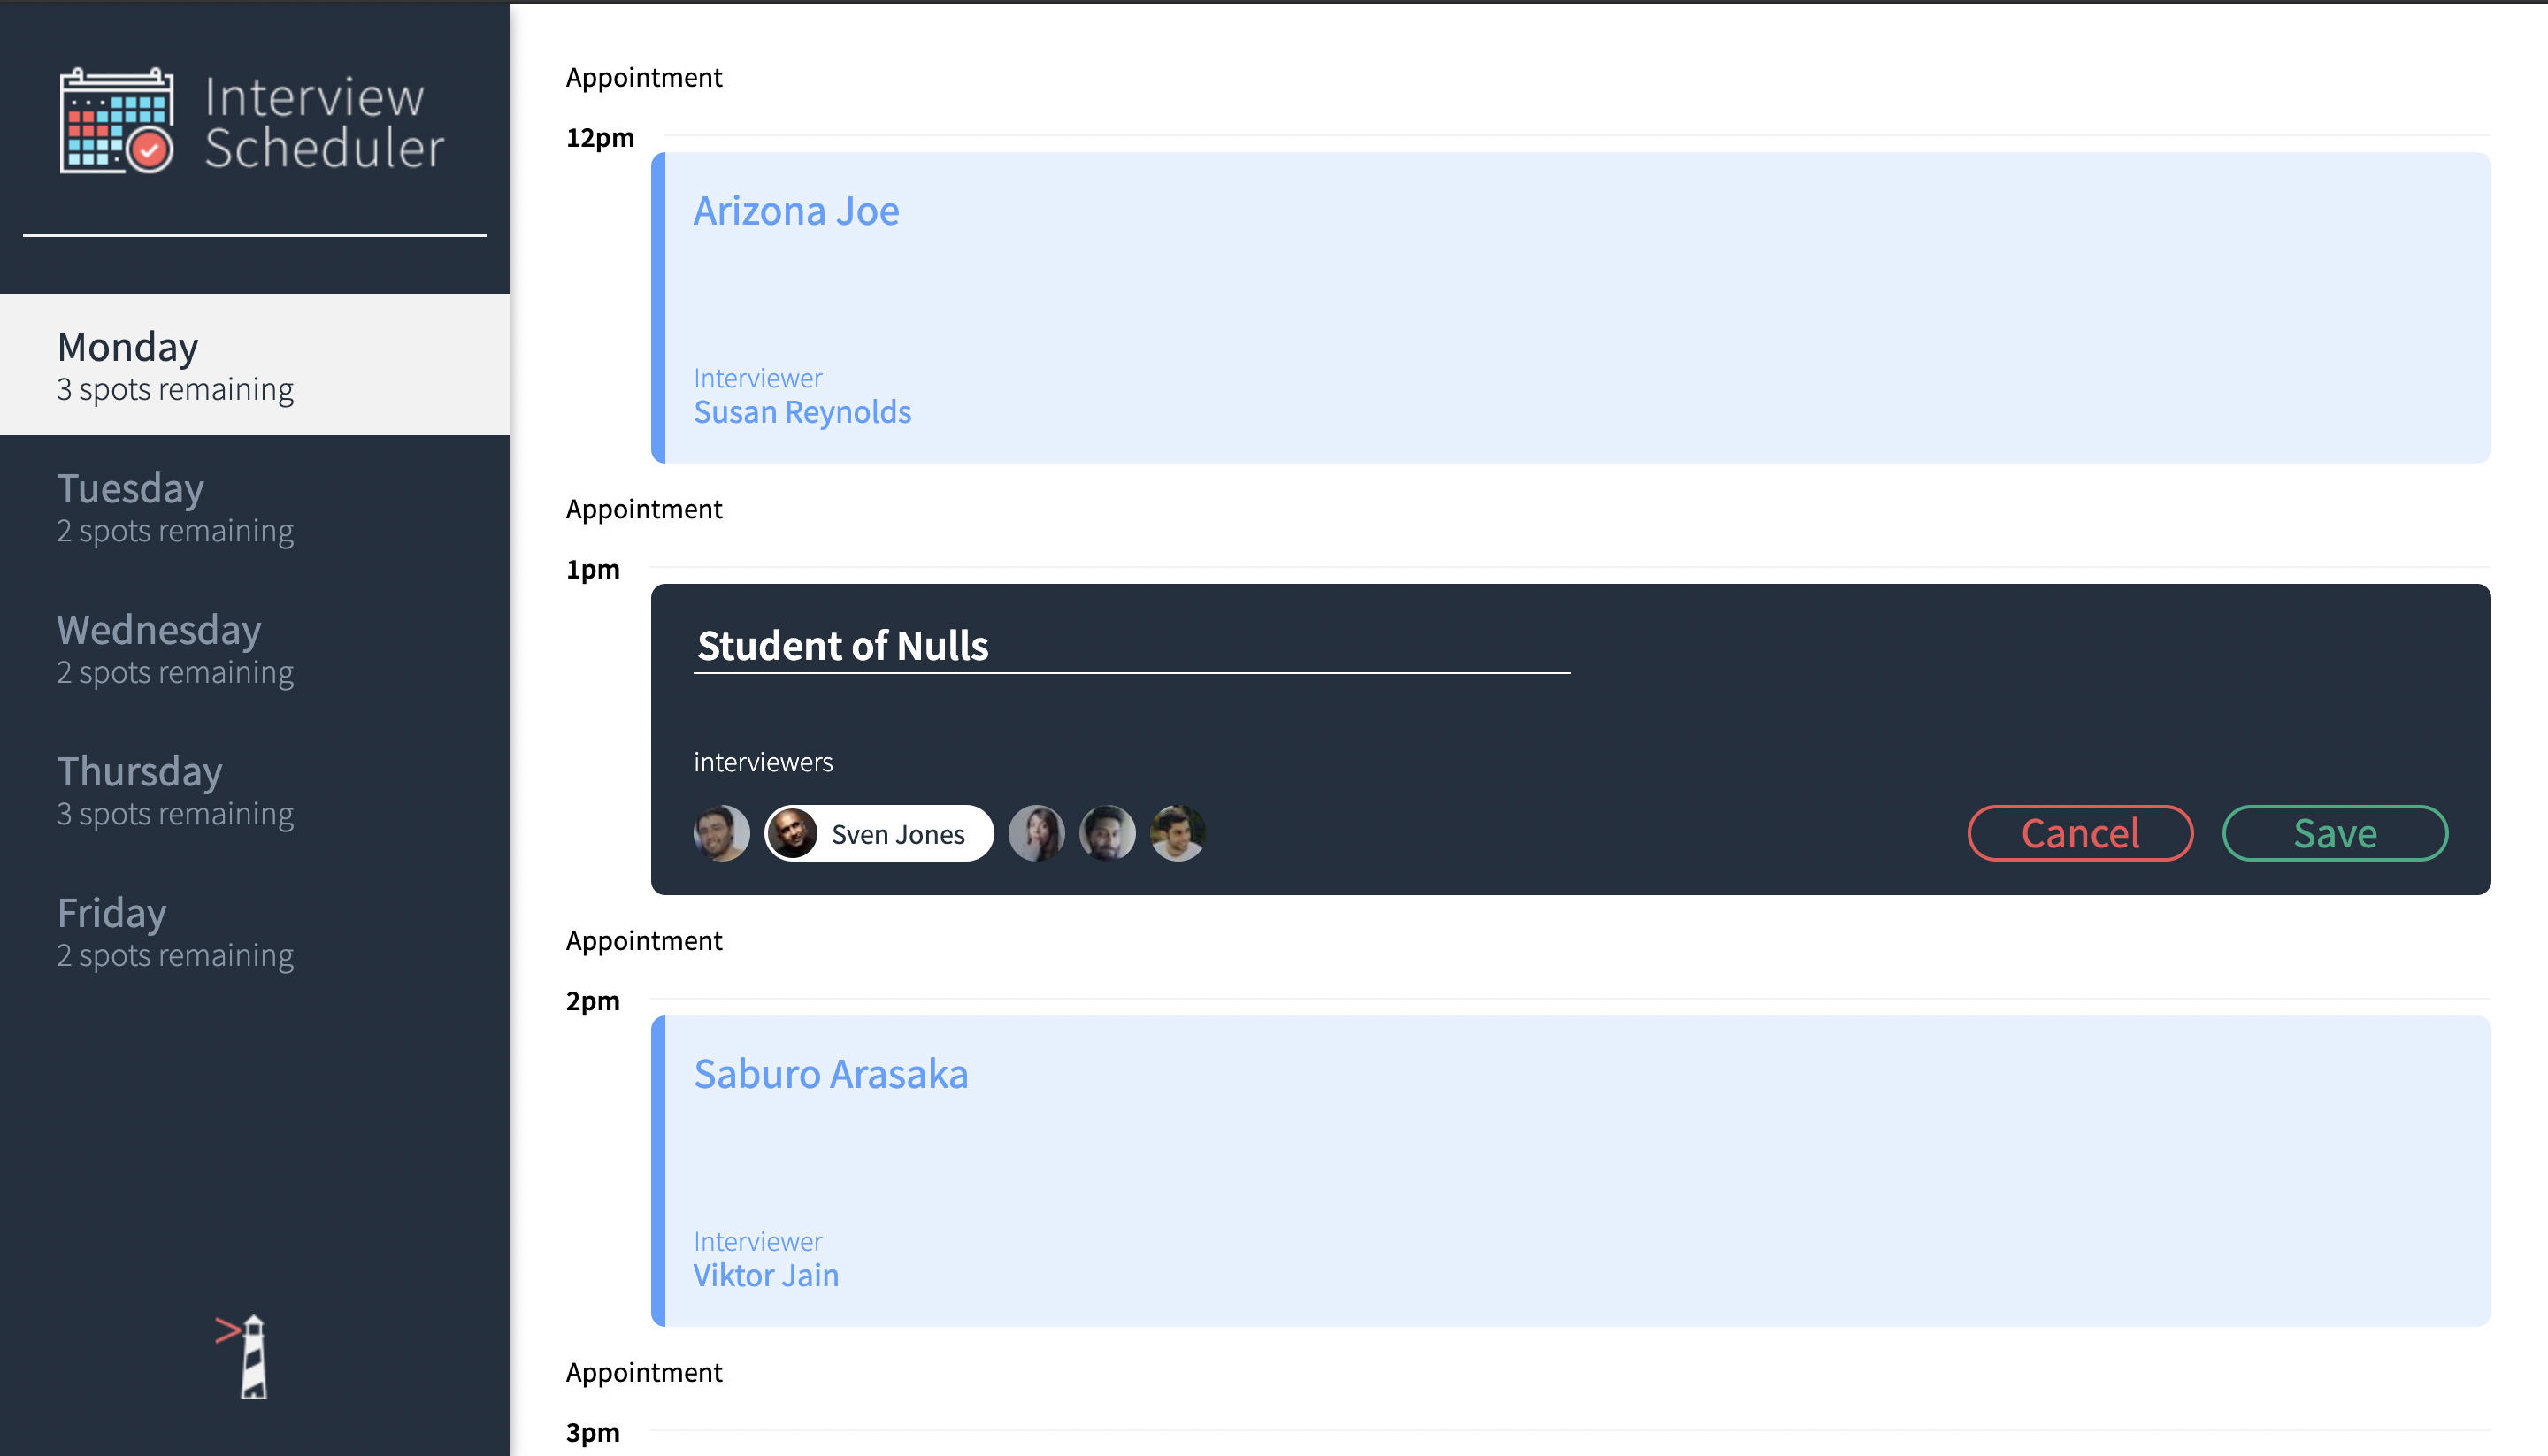 Interview
Scheduler
Monday
3 spots remaining
Tuesday
2 spots remaining
Wednesday
2 spots remaining
Thursday
3 spots remaining
Friday
2 spots remaining
Appointment
12pm
Arizona Joe
Interviewer
Susan Reynolds
Appointment
1pm
Student of Nulls
interviewers
Sven Jones
Cancel
Save
Appointment
2pm
Saburo Arasaka
Interviewer
Viktor Jain
Appointment
3pm